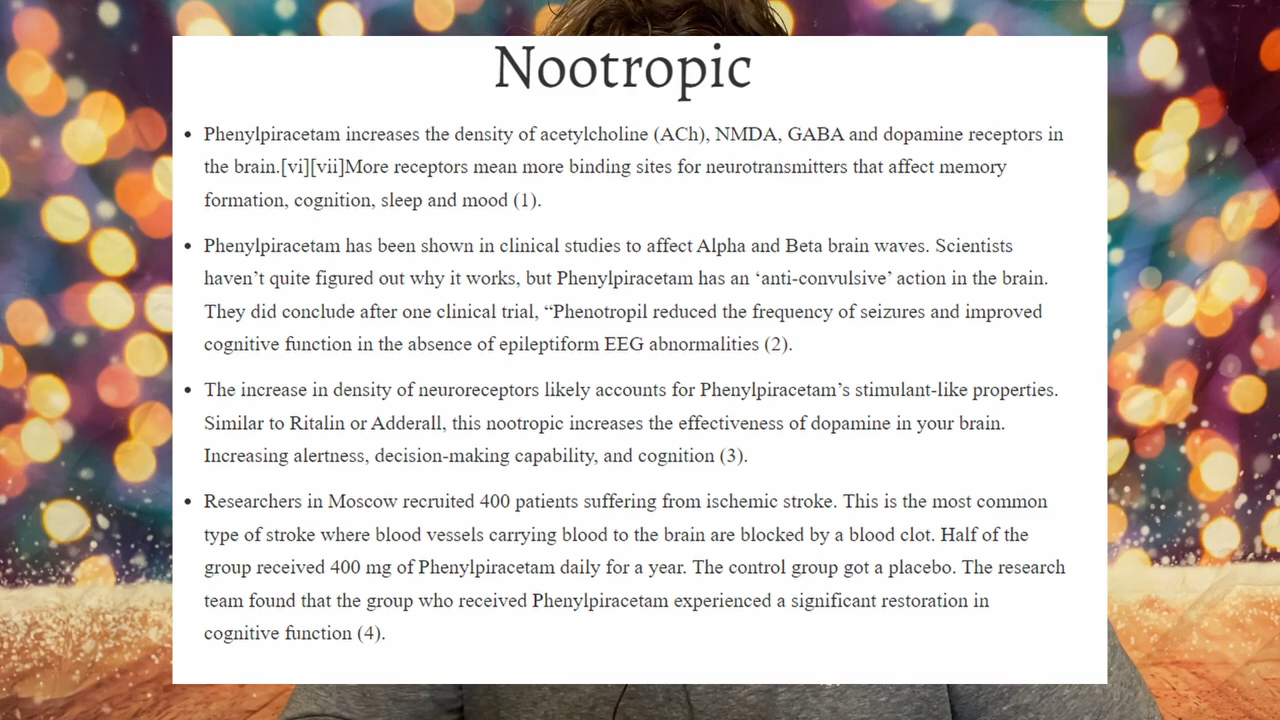 Nootropic
• Phenylpiracetam increases the density of acetylcholine (ACh), NMDA, GABA and dopamine receptors in
the brain.[vi][vii]More receptors mean more binding sites for neurotransmitters that affect memory
formation, cognition, sleep and mood (1).
• Phenylpiracetam has been shown in clinical studies to affect Alpha and Beta brain waves. Scientists
haven’t quite figured out why it works, but Phenylpiracetam has an ‘anti-convulsive’ action in the brain.
They did conclude after one clinical trial, “Phenotropil reduced the frequency of seizures and improved
cognitive function in the absence of epileptiform EEG abnormalities (2).
• The increase in density of neuroreceptors likely accounts for Phenylpiracetam’s stimulant-like properties.
Similar to Ritalin or Adderall, this nootropic increases the effectiveness of dopamine in your brain.
Increasing alertness, decision-making capability, and cognition (3).
• Researchers in Moscow recruited 400 patients suffering from ischemic stroke. This is the most common
type of stroke where blood vessels carrying blood to the brain are blocked by a blood clot. Half of the
group received 400 mg of Phenylpiracetam daily for a year. The control group got a placebo. The research
team found that the group who received Phenylpiracetam experienced a significant restoration in
cognitive function (4).